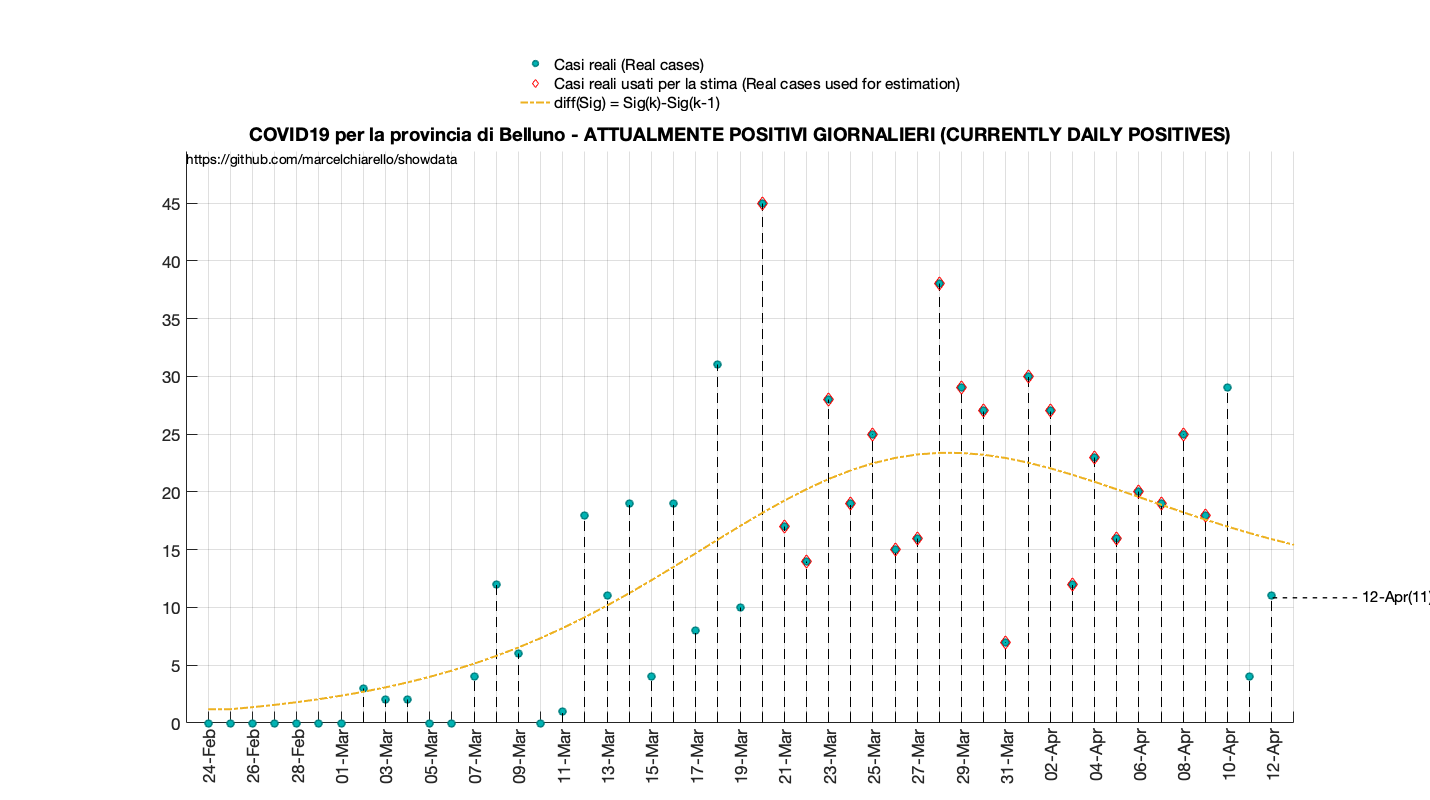 Casi reali (Real cases)
Casi reali usati per la stima (Real cases used for estimation)
diff(Sig) = Sig(k)-Sig(k-1)
COVID19 per la provincia di Belluno - ATTUALMENTE POSITIVI GIORNALIERI (CURRENTLY DAILY POSITIVES)
https://github.com/marcelchiarello/showdata
45
40
35
30
25
20
15
10
5
0
12-Apr(11)
24-Feb
26-Feb
28-Feb
01-Mar
03-Mar
05-Mar
07-Mar
09-Mar
11-Mar
13-Mar
15-Mar
17-Mar
19-Mar
21-Mar
23-Mar
25-Mar
27-Mar
29-Mar
31-Mar
02-Apr
04-Apr
06-Apr
08-Apr
10-Apr
12-Apr